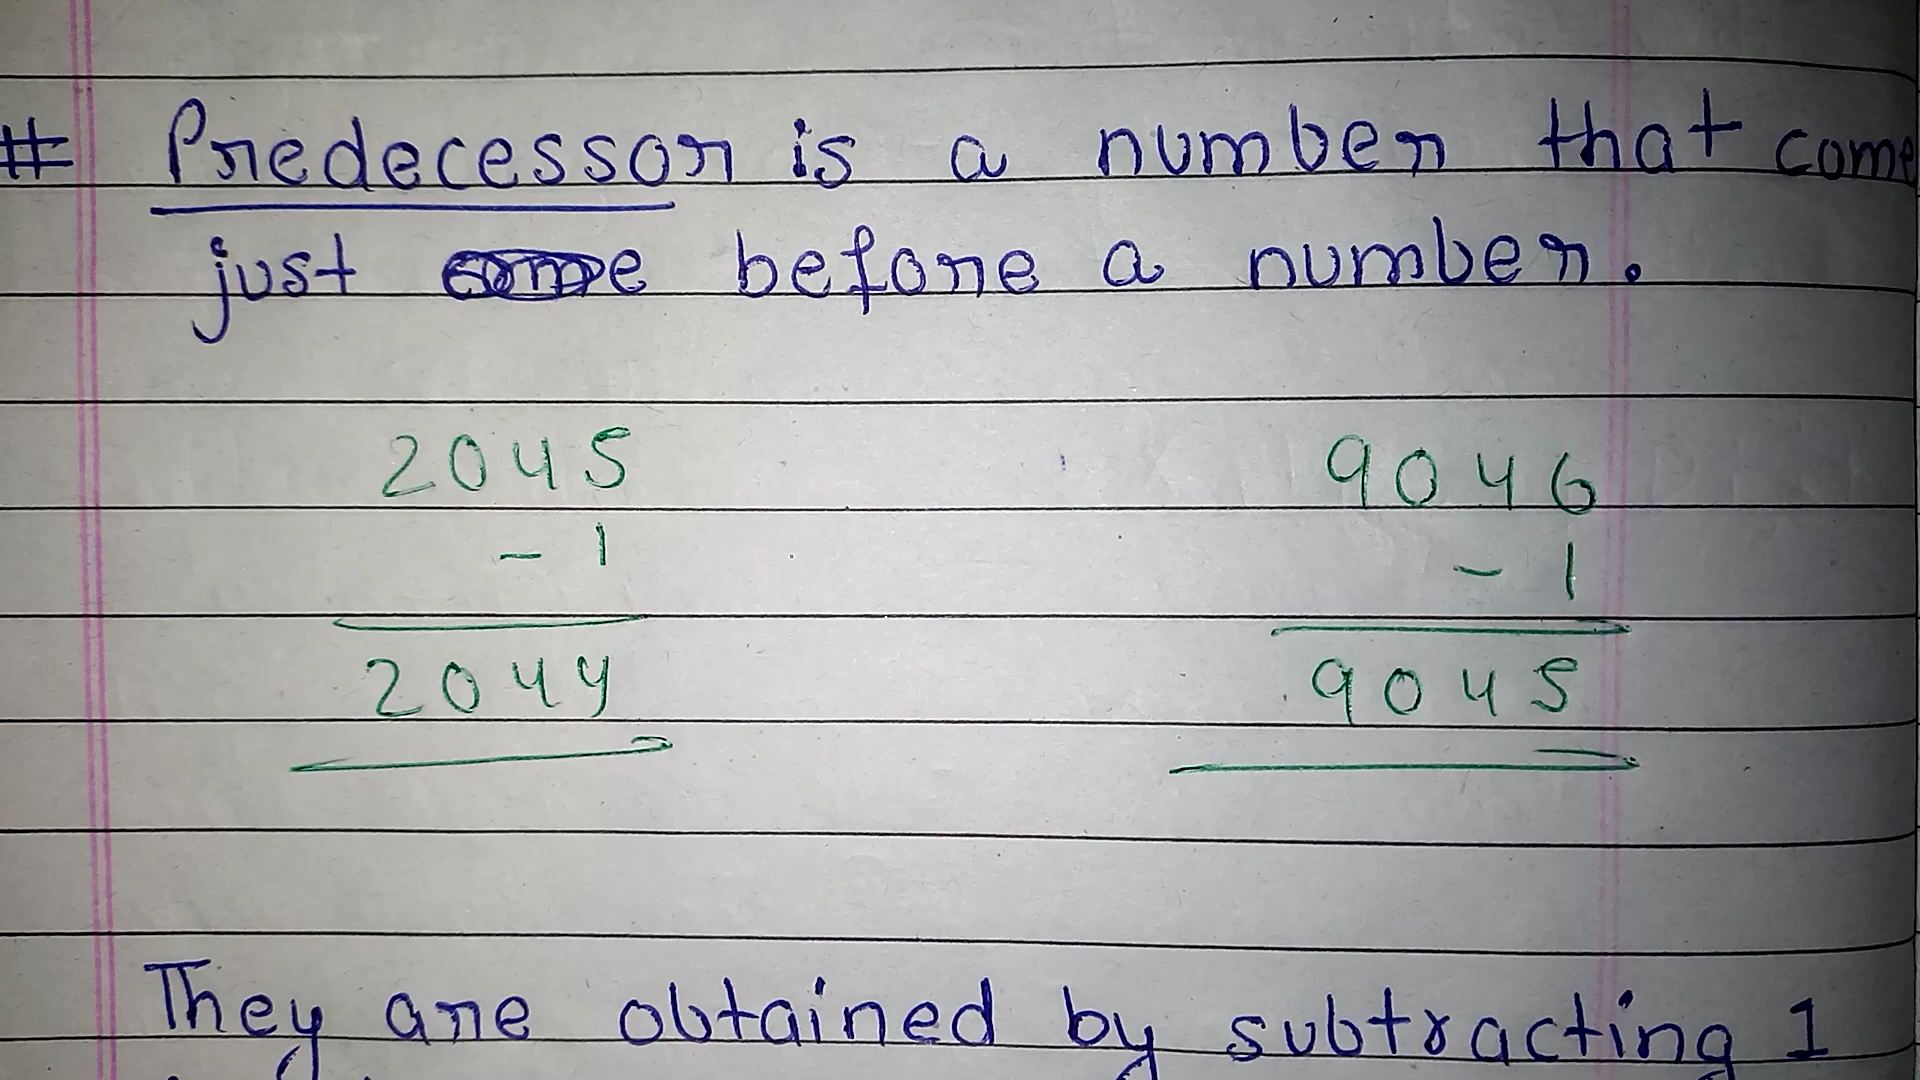 # Predecessor is a number that come
just before a number.
2045 9046
- 1 - 1
2044 9045
They are obtained by subtracting 1